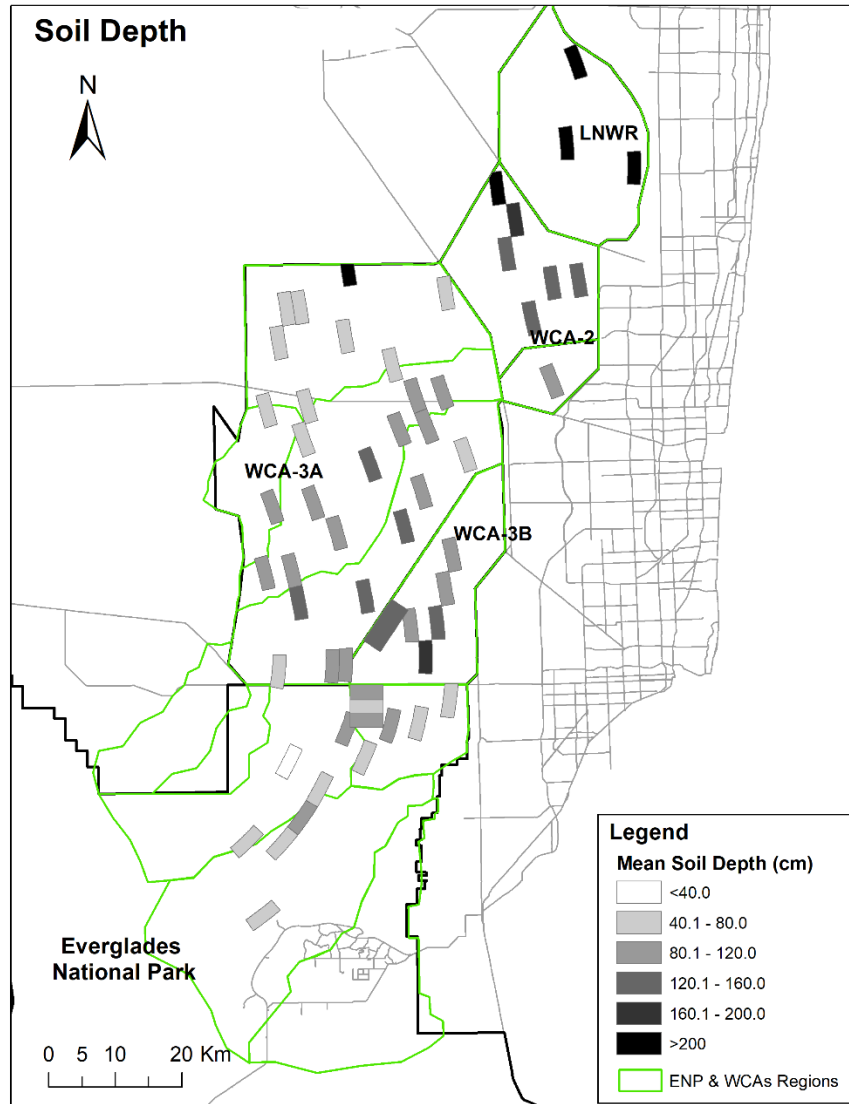 Soil Depth
N
LNWR
WCA-2
WCA-3A
WCA-3B
Everglades
National Park
0 5 10 20 Km
Legend
Mean Soil Depth (cm)
<40.0
40.1 - 80.0
80.1 - 120.0
120.1 - 160.0
160.1 - 200.0
>200
ENP & WCAs Regions